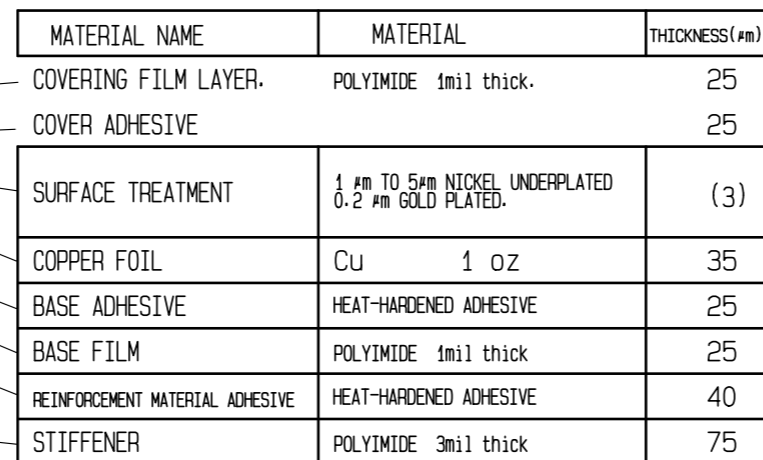 MATERIAL NAME MATERIAL THICKNESS(μm)
COVERING FILM LAYER. POLYIMIDE 1mil thick. 25
COVER ADHESIVE 25
SURFACE TREATMENT 1 μm TO 5μm NICKEL UNDERPLATED (3)
0.2 μm GOLD PLATED.
COPPER FOIL Cu 1 oz 35
BASE ADHESIVE HEAT-HARDENED ADHESIVE 25
BASE FILM POLYIMIDE 1mil thick 25
REINFORCEMENT MATERIAL ADHESIVE HEAT-HARDENED ADHESIVE 40
STIFFENER POLYIMIDE 3mil thick 75